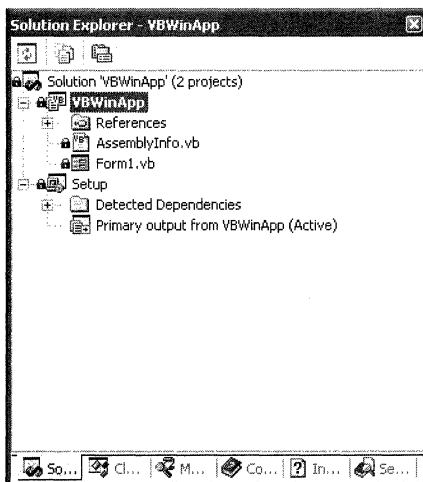 Solution Explorer - VBWinApp
Solution 'VBWinApp' (2 projects)
VBWinApp
References
AssemblyInfo.vb
Form1.vb
Setup
Detected Dependencies
Primary output from VBWinApp (Active)
So... Cl... M... Co... In... Se...